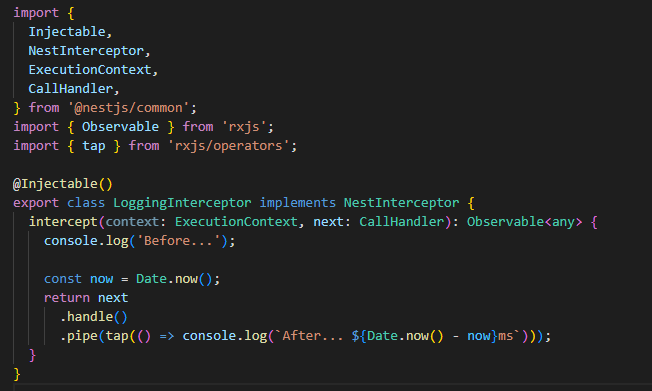 import {
  Injectable,
  NestInterceptor,
  ExecutionContext,
  CallHandler,
} from '@nestjs/common';
import { Observable } from 'rxjs';
import { tap } from 'rxjs/operators';

@Injectable()
export class LoggingInterceptor implements NestInterceptor {
  intercept(context: ExecutionContext, next: CallHandler): Observable<any> {
    console.log('Before...');

    const now = Date.now();
    return next
      .handle()
      .pipe(tap(() => console.log(`After... ${Date.now() - now}ms`)));
  }
}